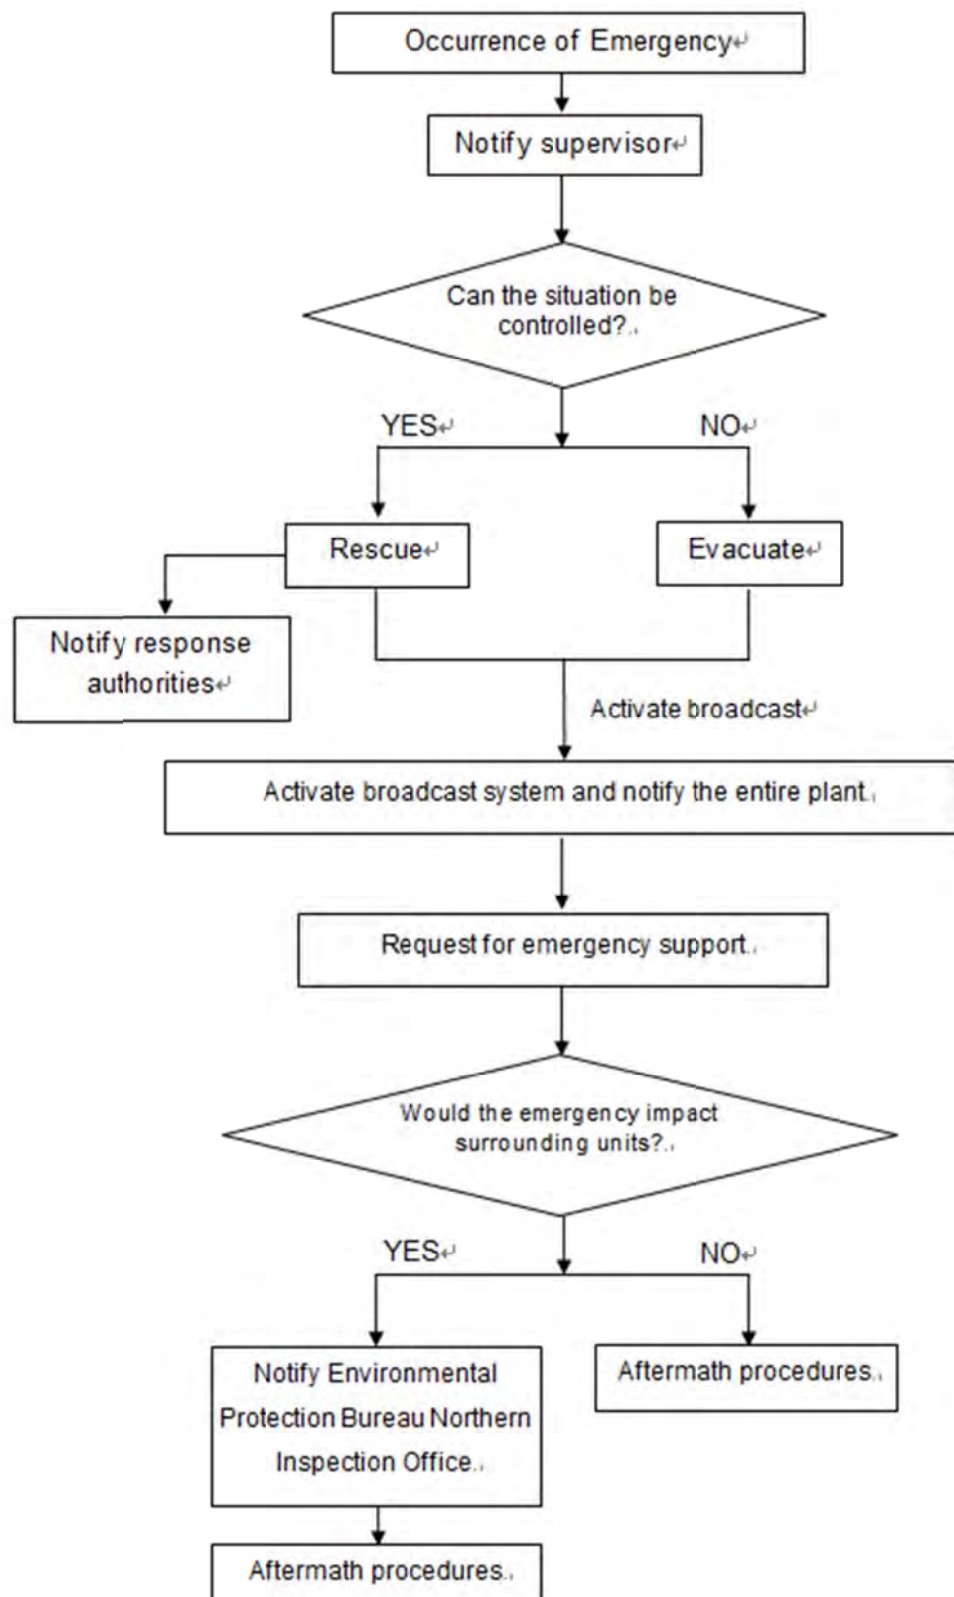 Occurrence of Emergency↵
Notify supervisor↵
Can the situation be
controlled?
YES↵
NO↵
Rescue↵
Evacuate↵
Notify response
authorities↵
Activate broadcast↵
Activate broadcast system and notify the entire plant.
Request for emergency support.
Would the emergency impact
surrounding units?
YES↵
NO↵
Notify Environmental
Protection Bureau Northern
Inspection Office.
Aftermath procedures.
Aftermath procedures.